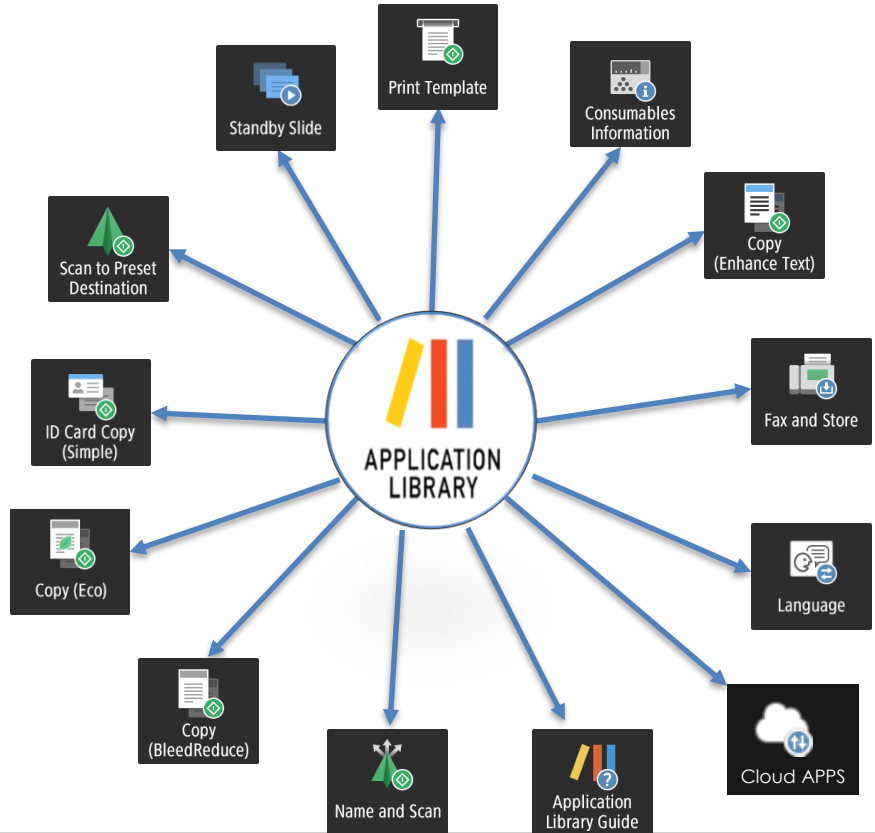 Print Template
Standby Slide
Consumables
Information
Copy
(Enhance Text)
Scan to Preset
Destination
Fax and Store
ID Card Copy
(Simple)
APPLICATION
LIBRARY
Copy (Eco)
Language
Copy
(BleedReduce)
Cloud APPS
Name and Scan
Application
Library Guide